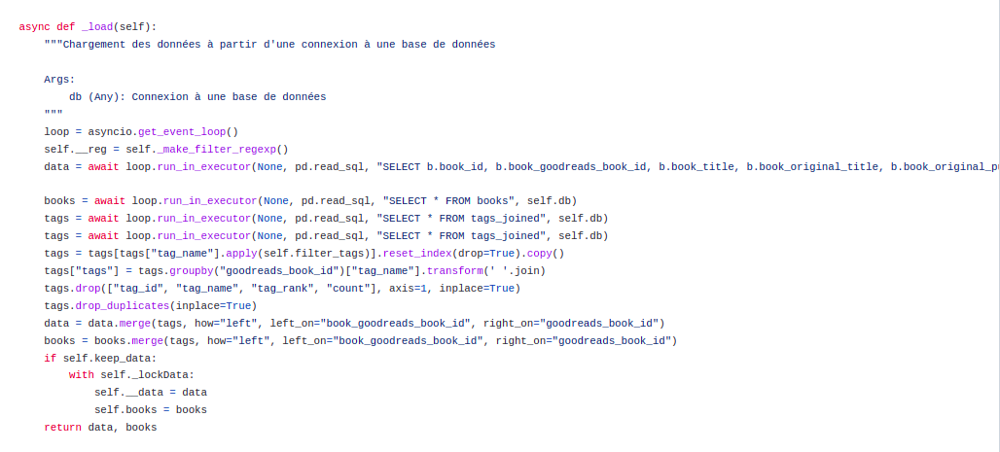 async def _load(self):
"""Chargement des données à partir d'une connexion à une base de données
Args:
db (Any): Connexion à une base de données
"""
loop = asyncio.get_event_loop()
self.__reg = self._make_filter_regexp()
data = await loop.run_in_executor(None, pd.read_sql, "SELECT b.book_id, b.book_goodreads_book_id, b.book_title, b.book_original_title, b.book_original_pu
books = await loop.run_in_executor(None, pd.read_sql, "SELECT * FROM books", self.db)
tags = await loop.run_in_executor(None, pd.read_sql, "SELECT * FROM tags_joined", self.db)
tags = await loop.run_in_executor(None, pd.read_sql, "SELECT * FROM tags_joined", self.db)
tags = tags[tags["tag_name"].apply(self.filter_tags)].reset_index(drop=True).copy()
tags["tags"] = tags.groupby("goodreads_book_id")["tag_name"].transform(' '.join)
tags.drop(["tag_id", "tag_name", "tag_rank", "count"], axis=1, inplace=True)
tags.drop_duplicates(inplace=True)
data = data.merge(tags, how="left", left_on="book_goodreads_book_id", right_on="goodreads_book_id")
books = books.merge(tags, how="left", left_on="book_goodreads_book_id", right_on="goodreads_book_id")
if self.keep_data:
with self._lockData:
self.__data = data
self.books = books
return data, books